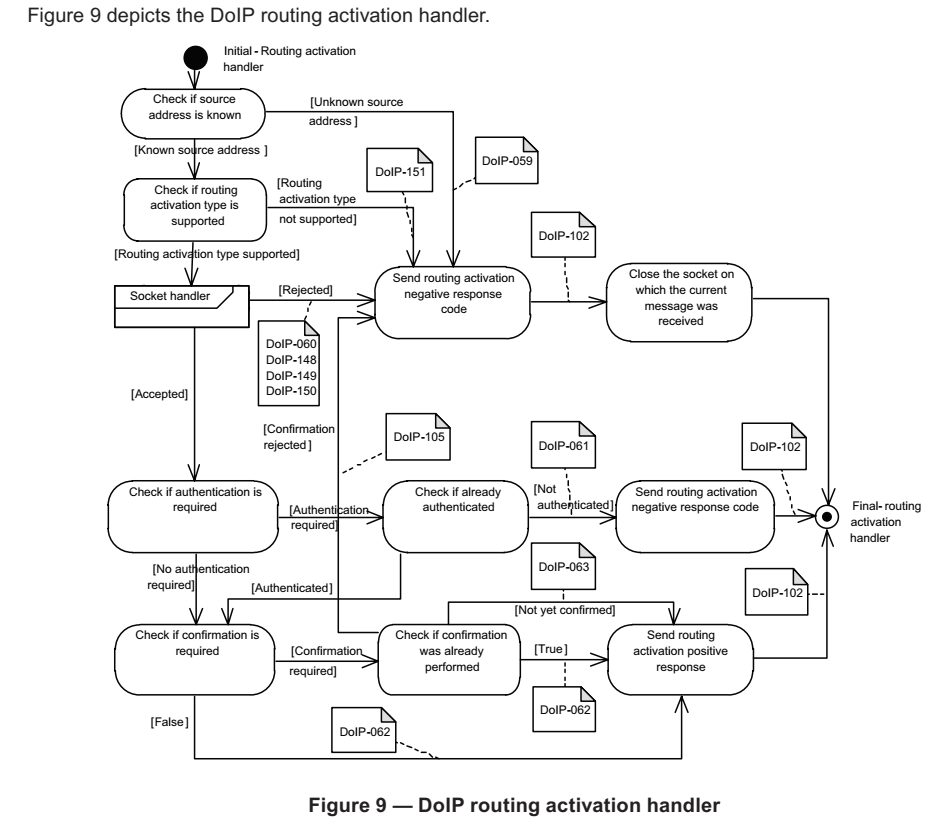 Figure 9 depicts the DoIP routing activation handler.
Initial - Routing activation
handler
Check if source
address is known
[Unknown source
address ]
[Known source address ]
DoIP-151
DoIP-059
Check if routing
activation type is
supported
[Routing
activation type
not supported]
DoIP-102
[Routing activation type supported]
Socket handler
[Rejected]
Send routing activation
negative response
code
Close the socket on
which the current
message was
received
DoIP-060
DoIP-148
DoIP-149
DoIP-150
[Accepted]
[Confirmation
rejected ]
DoIP-105
DoIP-061
DoIP-102
Check if authentication is
required
[Authentication
required]
Check if already
authenticated
[Not
authenticated]
Send routing activation
negative response code
Final- routing
activation
handler
[No authentication
required]
[Authenticated]
DoIP-063
DoIP-102
[Not yet confirmed]
Check if confirmation is
required
[Confirmation
required]
Check if confirmation
was already
performed
[True ]
Send routing
activation positive
response
DoIP-062
[False ]
DoIP-062
Figure 9 — DoIP routing activation handler